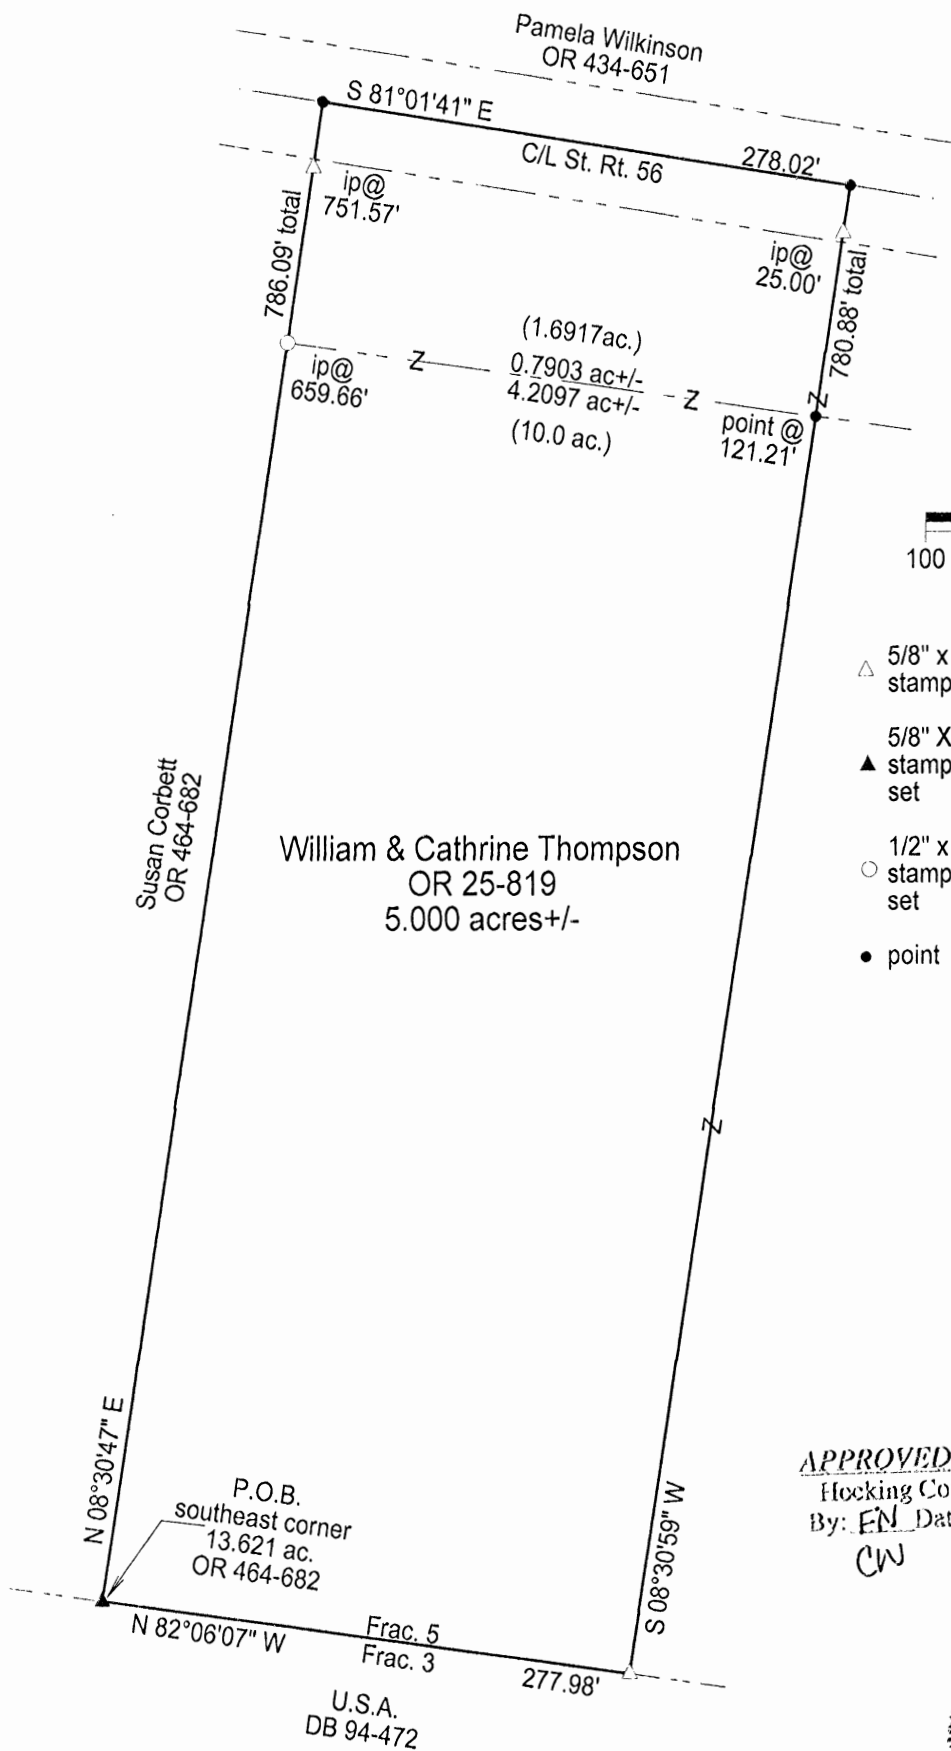 Pamela Wilkinson
OR 434-651
S 81°01'41" E
278.02'
C/L St. Rt. 56
ip@
751.57'
786.09' total
ip@
25.00'
780.88' total
(1.6917ac.)
0.7903 ac+/-
4.2097 ac+/-
(10.0 ac.)
Z
Z
Z
ip@
659.66'
point @
121.21'
100
5/8" x
stamp
5/8" X
stamp
set
1/2" x
stamp
set
point
Susan Corbett
OR 464-682
William & Cathrine Thompson
OR 25-819
5.000 acres+/-
Z
N 08°30'47" E
P.O.B.
southeast corner
13.621 ac.
OR 464-682
S 08°30'59" W
APPROVED
Hocking Co
By: EN Dat
CW
N 82°06'07" W
Frac. 5
Frac. 3
277.98'
U.S.A.
DB 94-472